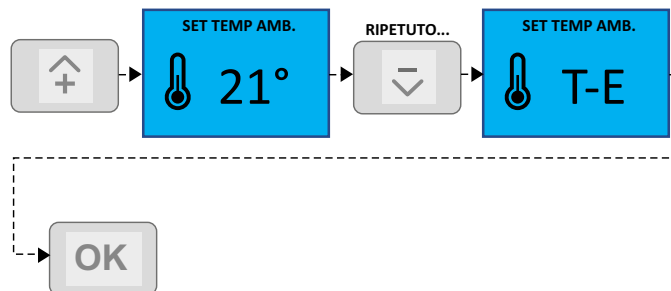 SET TEMP AMB.
21°
RIPETUTO...
SET TEMP AMB.
T-E
OK